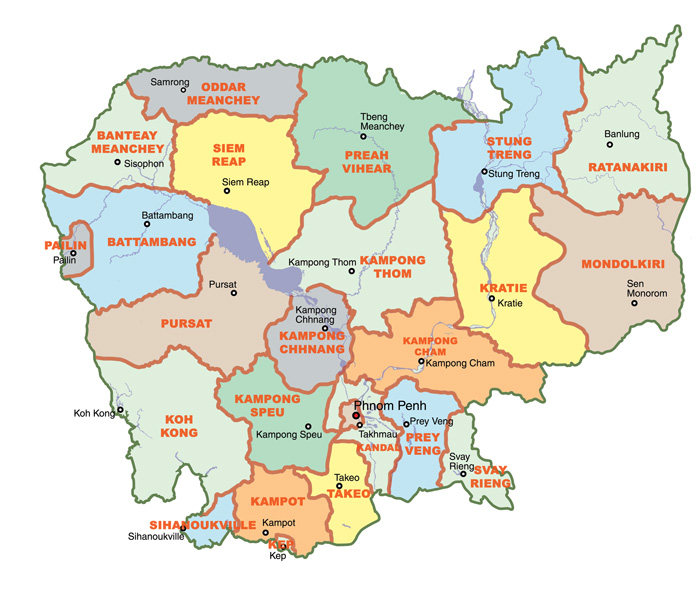 Samrong
ODDAR
MEANCHEY
Tbeng
Meanchey
BANTEAY
MEANCHEY
Sisophon
SIEM
REAP
Siem Reap
PREAH
VIHEAR
STUNG
TRENG
Stung Treng
Banlung
RATANAKIRI
Battambang
BATTAMBANG
PAILIN
Pailin
Kampong Thom
KAMPONG
THOM
KRATIE
Kratie
MONDOLKIRI
Sen
Monorom
Pursat
PURSAT
Kampong
Chhnang
KAMPONG
CHHNANG
KAMPONG
CHAM
Kampong Cham
Koh Kong
KOH
KONG
KAMPONG
SPEU
Kampong Speu
Phnom Penh
Takhmau
KANDAL
Prey Veng
PREY
VENG
Svay
Rieng
SVAY
RIENG
Takeo
TAKEO
KAMPOT
Kampot
SIHANOUKVILLE
Sihanoukville
KEP
Kep